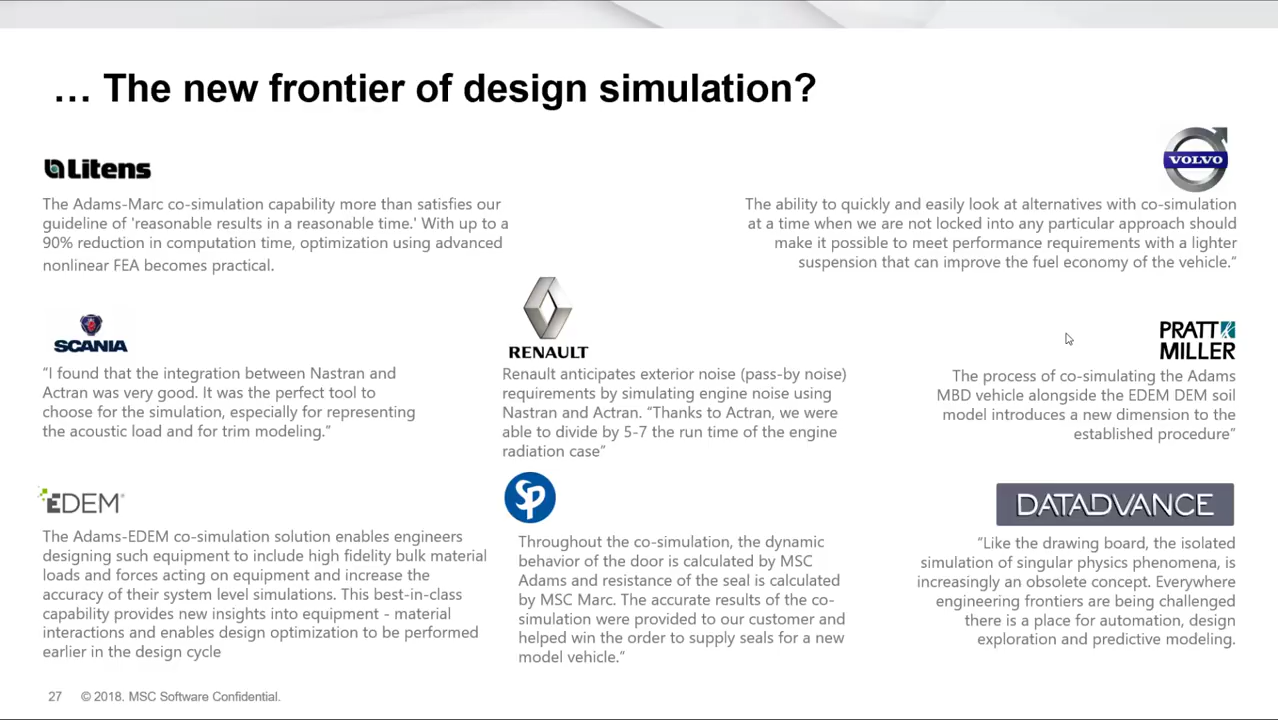 … The new frontier of design simulation?
Litens
The Adams-Marc co-simulation capability more than satisfies our
guideline of 'reasonable results in a reasonable time.' With up to a
90% reduction in computation time, optimization using advanced
nonlinear FEA becomes practical.
VOLVO
The ability to quickly and easily look at alternatives with co-simulation
at a time when we are not locked into any particular approach should
make it possible to meet performance requirements with a lighter
suspension that can improve the fuel economy of the vehicle.”
SCANIA
“I found that the integration between Nastran and
Actran was very good. It was the perfect tool to
choose for the simulation, especially for representing
the acoustic load and for trim modeling.”
RENAULT
Renault anticipates exterior noise (pass-by noise)
requirements by simulating engine noise using
Nastran and Actran. “Thanks to Actran, we were
able to divide by 5-7 the run time of the engine
radiation case”
PRATT &
MILLER
The process of co-simulating the Adams
MBD vehicle alongside the EDEM DEM soil
model introduces a new dimension to the
established procedure”
EDEM®
The Adams-EDEM co-simulation solution enables engineers
designing such equipment to include high fidelity bulk material
loads and forces acting on equipment and increase the
accuracy of their system level simulations. This best-in-class
capability provides new insights into equipment - material
interactions and enables design optimization to be performed
earlier in the design cycle
SP
Throughout the co-simulation, the dynamic
behavior of the door is calculated by MSC
Adams and resistance of the seal is calculated
by MSC Marc. The accurate results of the co-
simulation were provided to our customer and
helped win the order to supply seals for a new
model vehicle.”
DATADVANCE
“Like the drawing board, the isolated
simulation of singular physics phenomena, is
increasingly an obsolete concept. Everywhere
engineering frontiers are being challenged
there is a place for automation, design
exploration and predictive modeling.
27 © 2018. MSC Software Confidential.